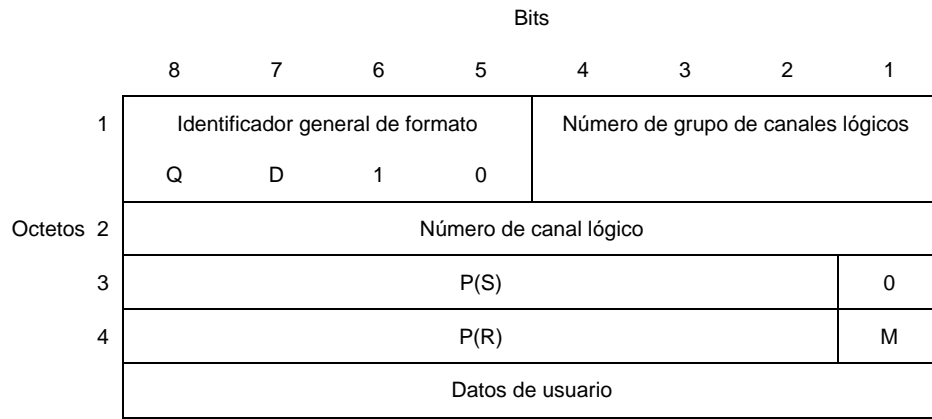 Bits
8 7 6 5 4 3 2 1
1 Identificador general de formato Número de grupo de canales lógicos
Q D 1 0
Octetos 2 Número de canal lógico
3 P(S) 0
4 P(R) M
Datos de usuario